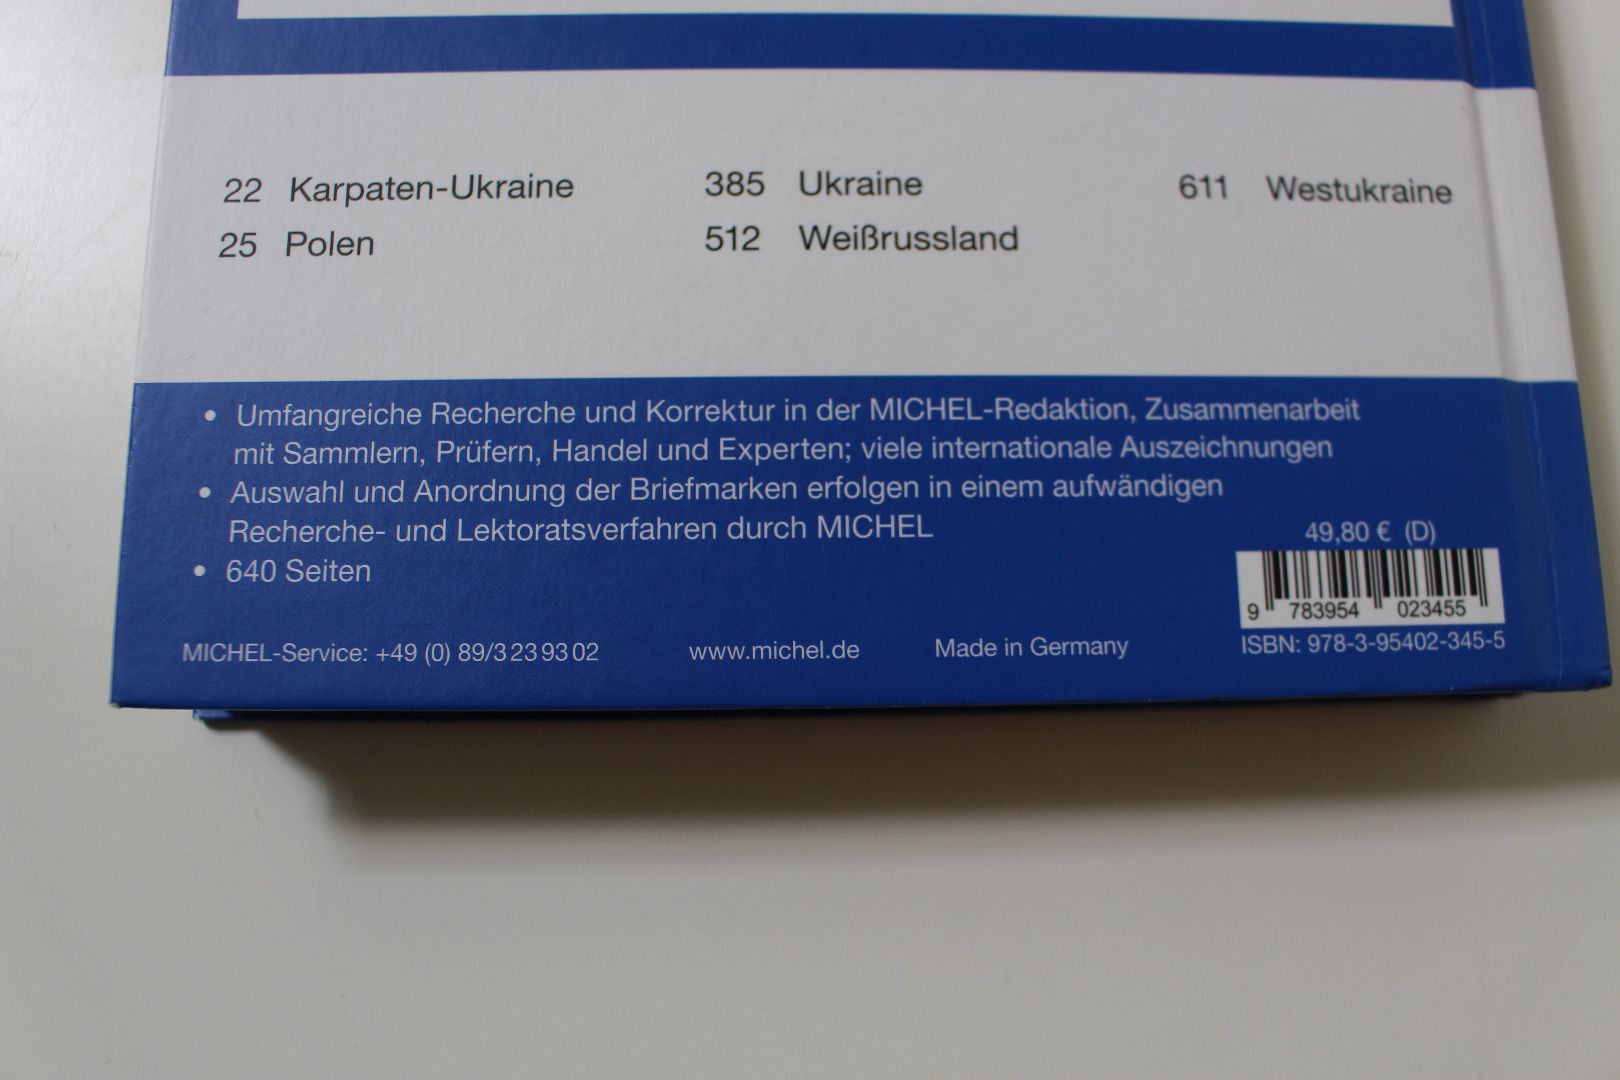 22 Karpaten-Ukraine
25 Polen
385 Ukraine
512 Weißrussland
611 Westukraine
• Umfangreiche Recherche und Korrektur in der MICHEL-Redaktion, Zusammenarbeit
mit Sammlern, Prüfern, Handel und Experten; viele internationale Auszeichnungen
• Auswahl und Anordnung der Briefmarken erfolgen in einem aufwändigen
Recherche- und Lektoratsverfahren durch MICHEL
• 640 Seiten
49,80 € (D)
9 783954 023455
ISBN: 978-3-95402-345-5
MICHEL-Service: +49 (0) 89/3 23 93 02 www.michel.de Made in Germany